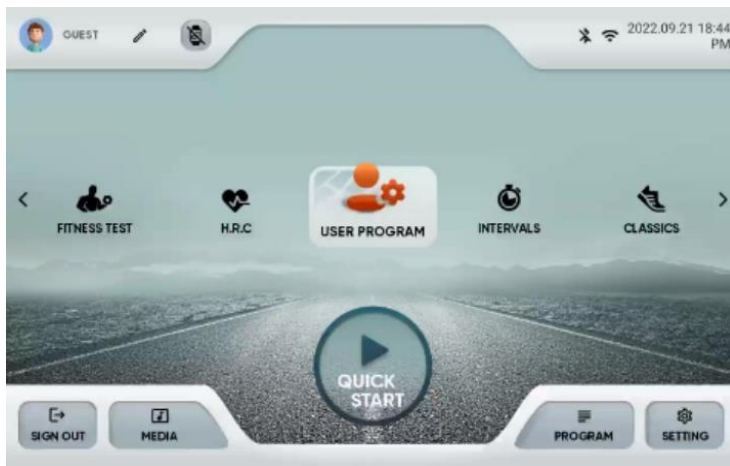 GUEST
2022.09.21 18:44
PM
FITNESS TEST
H.R.C
USER PROGRAM
INTERVALS
CLASSICS
QUICK
START
SIGN OUT
MEDIA
PROGRAM
SETTING